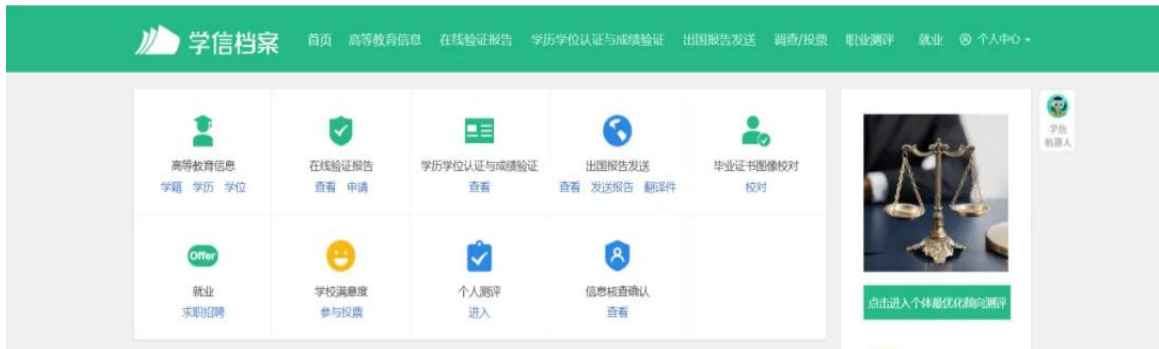 学信档案 首页 高等教育信息 在线验证报告 学历学位认证与成绩验证 出国报告发送 调查/投票 职业测评 就业 个人中心
学信
机器人
高等教育信息 在线验证报告 学历学位认证与成绩验证 出国报告发送 毕业证书图像校对
学籍 学历 学位 查看 申请 查看 查看 发送报告 翻译件 校对
Offer
就业 学校满意度 个人测评 信息核查确认
求职招聘 参与投票 进入 查看
点击进入个体最优化倾向测评